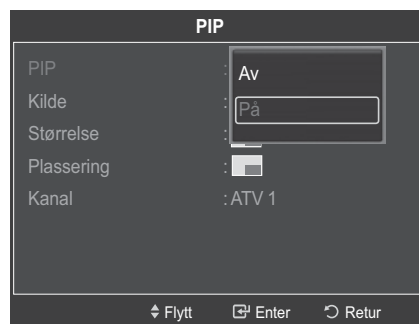 PIP
PIP : Av
Kilde : På
Størrelse :
Plassering :
Kanal : ATV 1
Flytt Enter Retur